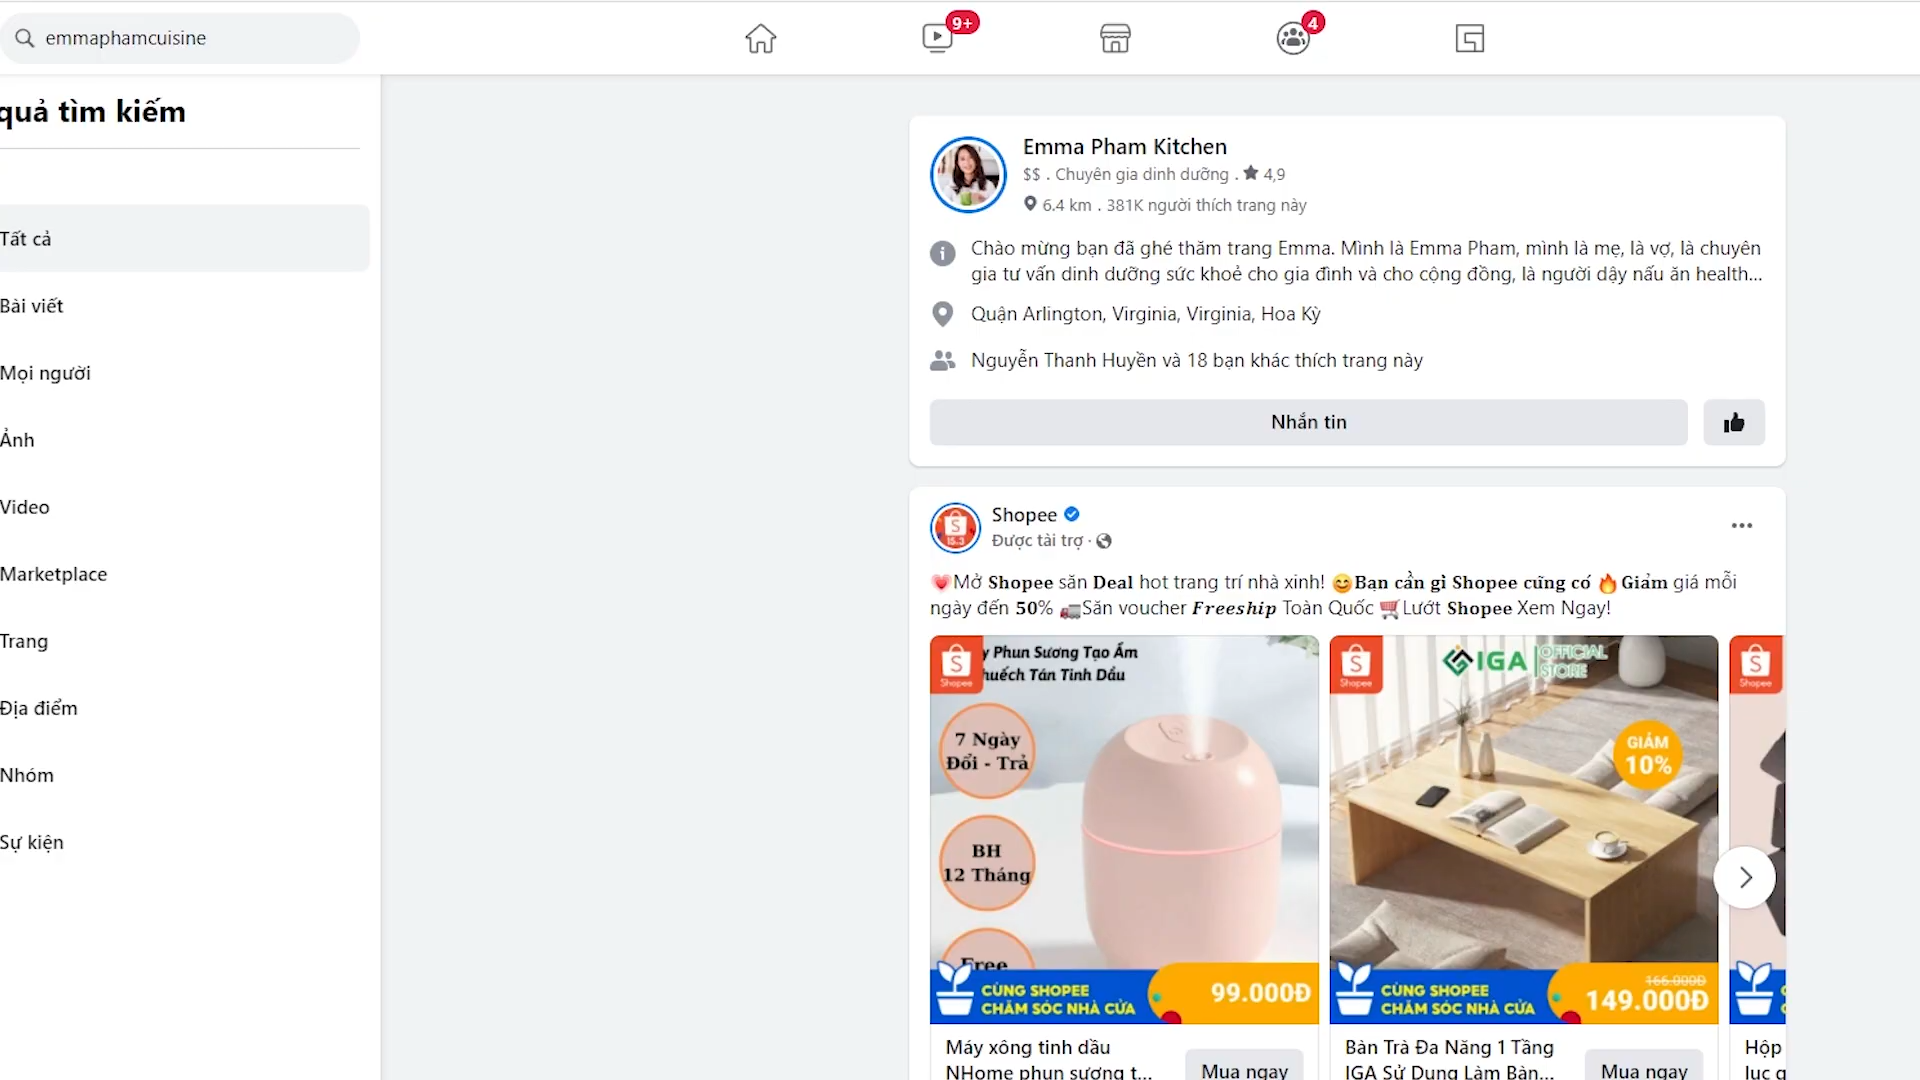 emmaphamcuisine
9+
4
quả tìm kiếm
Tất cả
Bài viết
Mọi người
Ảnh
Video
Marketplace
Trang
Địa điểm
Nhóm
Sự kiện
Emma Pham Kitchen
$$ . Chuyên gia dinh dưỡng . ★ 4,9
6.4 km . 381K người thích trang này
Chào mừng bạn đã ghé thăm trang Emma. Mình là Emma Pham, mình là mẹ, là vợ, là chuyên
gia tư vấn dinh dưỡng sức khoẻ cho gia đình và cho cộng đồng, là người dậy nấu ăn health...
Quận Arlington, Virginia, Virginia, Hoa Kỳ
Nguyễn Thanh Huyền và 18 bạn khác thích trang này
Nhắn tin
Shopee
Được tài trợ ·
💗Mở Shopee săn Deal hot trang trí nhà xinh! 😊Bạn cần gì Shopee cũng có 🔥Giảm giá mỗi
ngày đến 50% 🚛Săn voucher Freeship Toàn Quốc 🛒Lướt Shopee Xem Ngay!
Shopee
y Phun Sương Tạo Ẩm
huếch Tán Tinh Dầu
7 Ngày
Đổi - Trả
BH
12 Tháng
Free
CÙNG SHOPEE
CHĂM SÓC NHÀ CỬA
99.000Đ
Máy xông tinh dầu
NHome phun sương t...
Mua ngay
Shopee
IGA OFFICIAL
STORE
GIẢM
10%
CÙNG SHOPEE
CHĂM SÓC NHÀ CỬA
166.000Đ
149.000Đ
Bàn Trà Đa Năng 1 Tầng
IGA Sử Dụng Làm Bàn...
Mua ngay
Shopee
Hộp
lục g